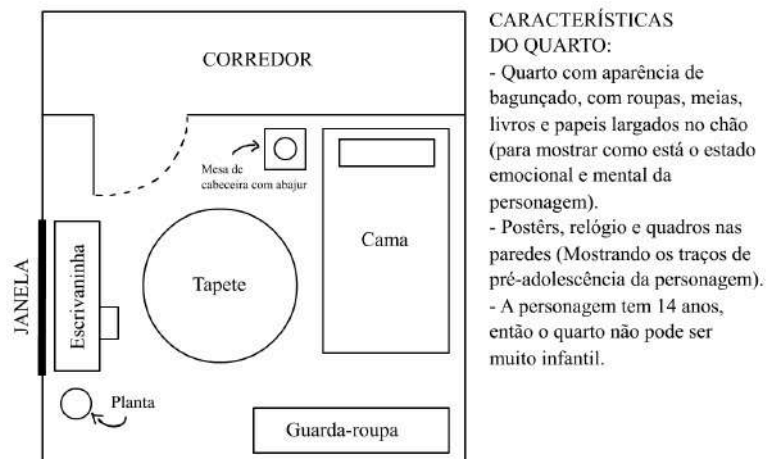 CORREDOR
Mesa de
cabeceira com abajur
Cama
Tapete
Escrivaninha
JANELA
Planta
Guarda-roupa
CARACTERÍSTICAS
DO QUARTO:
- Quarto com aparência de
bagunçado, com roupas, meias,
livros e papeis largados no chão
(para mostrar como está o estado
emocional e mental da
personagem).
- Postêrs, relógio e quadros nas
paredes (Mostrando os traços de
pré-adolescência da personagem).
- A personagem tem 14 anos,
então o quarto não pode ser
muito infantil.